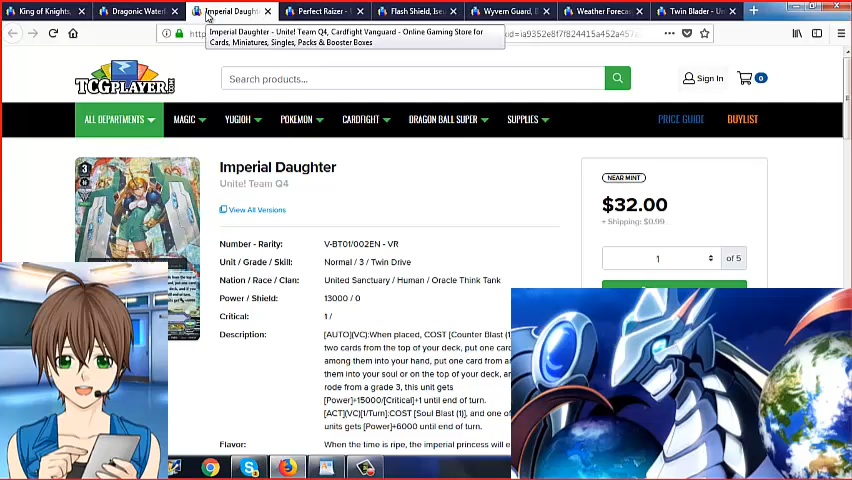 King of Knights,
Dragonic Waterf
Imperial Daught
Perfect Raizer -
Flash Shield, Iseu
Wyvern Guard, B
Weather Forecas
Twin Blader - Un
Imperial Daughter - Unite! Team Q4, Cardfight Vanguard - Online Gaming Store for
Cards, Miniatures, Singles, Packs & Booster Boxes
kid=ia9352e8f7f824415a452a457
TCGPLAYER.COM
Search products...
Sign In
0
ALL DEPARTMENTS
MAGIC
YUGIOH
POKEMON
CARDFIGHT
DRAGON BALL SUPER
SUPPLIES
PRICE GUIDE
BUYLIST
3
Imperial Daughter
Unite! Team Q4
View All Versions
NEAR MINT
$32.00
+ Shipping: $0.99
1
of 5
Number - Rarity: V-BT01/002EN - VR
Unit / Grade / Skill: Normal / 3 / Twin Drive
Nation / Race / Clan: United Sanctuary / Human / Oracle Think Tank
Power / Shield: 13000 / 0
Critical: 1 /
Description: [AUTO](VC):When placed, COST [Counter Blast (1
two cards from the top of your deck, put one card
among them into your hand, put one card from am
them into your soul or on top of your deck, and
rode from a grade 3, this unit gets
[Power]+15000/[Critical]+1 until end of turn.
[ACT](VC)[1/Turn]:COST [Soul Blast (1)], and one of
units gets [Power]+6000 until end of turn.
Flavor: When the time is ripe, the imperial princess will e